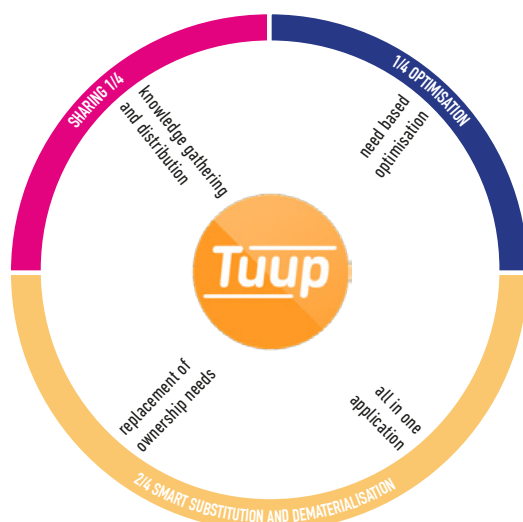 SHARING 1/4
1/4 OPTIMISATION
knowledge gathering
and distribution
need based
optimisation
Tuup
replacement of
ownership needs
all in one
application
2/4 SMART SUBSTITUTION AND DEMATERIALISATION